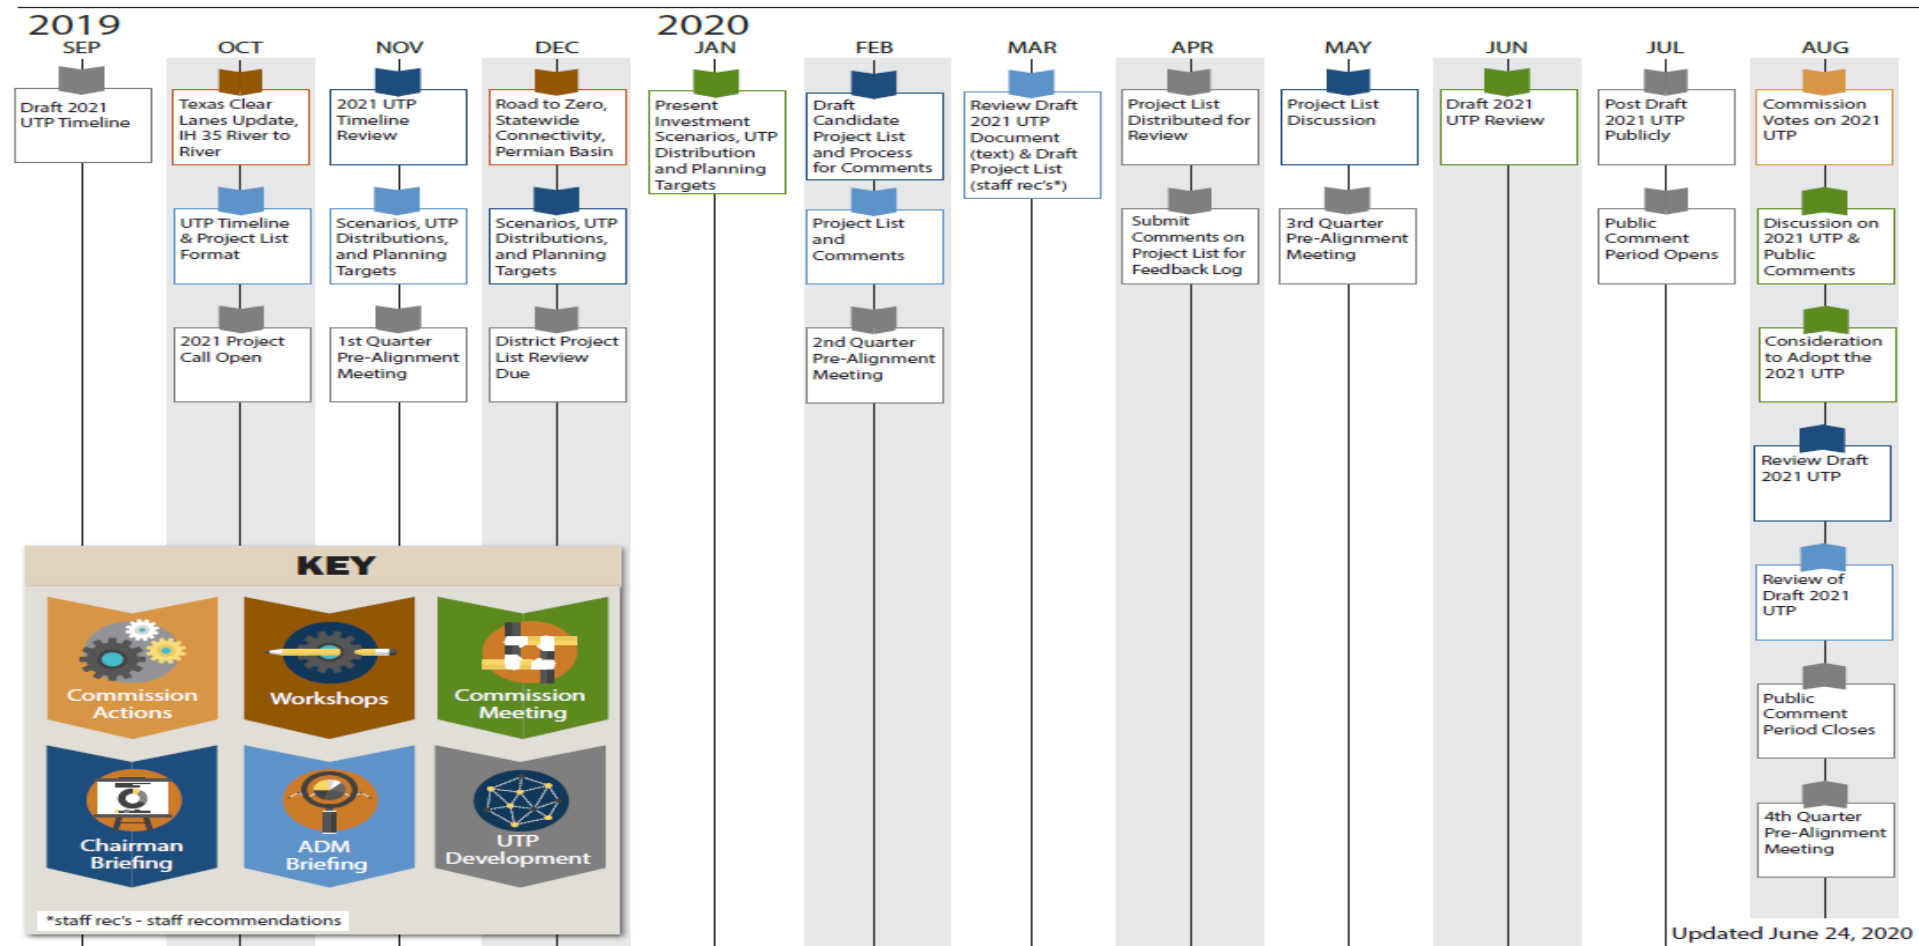 2019
2020
SEP
OCT
NOV
DEC
JAN
FEB
MAR
APR
MAY
JUN
JUL
AUG
Draft 2021
UTP Timeline
Texas Clear
Lanes Update,
IH 35 River to
River
UTP Timeline
& Project List
Format
2021 Project
Call Open
2021 UTP
Timeline
Review
Scenarios, UTP
Distributions,
and Planning
Targets
1st Quarter
Pre-Alignment
Meeting
Road to Zero,
Statewide
Connectivity,
Permian Basin
Scenarios, UTP
Distributions,
and Planning
Targets
District Project
List Review
Due
Present
Investment
Scenarios, UTP
Distribution
and Planning
Targets
Draft
Candidate
Project List
and Process
for Comments
Project List
and
Comments
2nd Quarter
Pre-Alignment
Meeting
Review Draft
2021 UTP
Document
(text) & Draft
Project List
(staff rec's*)
Project List
Distributed for
Review
Submit
Comments on
Project List for
Feedback Log
Project List
Discussion
3rd Quarter
Pre-Alignment
Meeting
Draft 2021
UTP Review
Post Draft
2021 UTP
Publicly
Public
Comment
Period Opens
Commission
Votes on 2021
UTP
Discussion on
2021 UTP &
Public
Comments
Consideration
to Adopt the
2021 UTP
Review Draft
2021 UTP
Review of
Draft 2021
UTP
Public
Comment
Period Closes
4th Quarter
Pre-Alignment
Meeting
KEY
Commission
Actions
Workshops
Commission
Meeting
Chairman
Briefing
ADM
Briefing
UTP
Development
*staff rec's - staff recommendations
Updated June 24, 2020